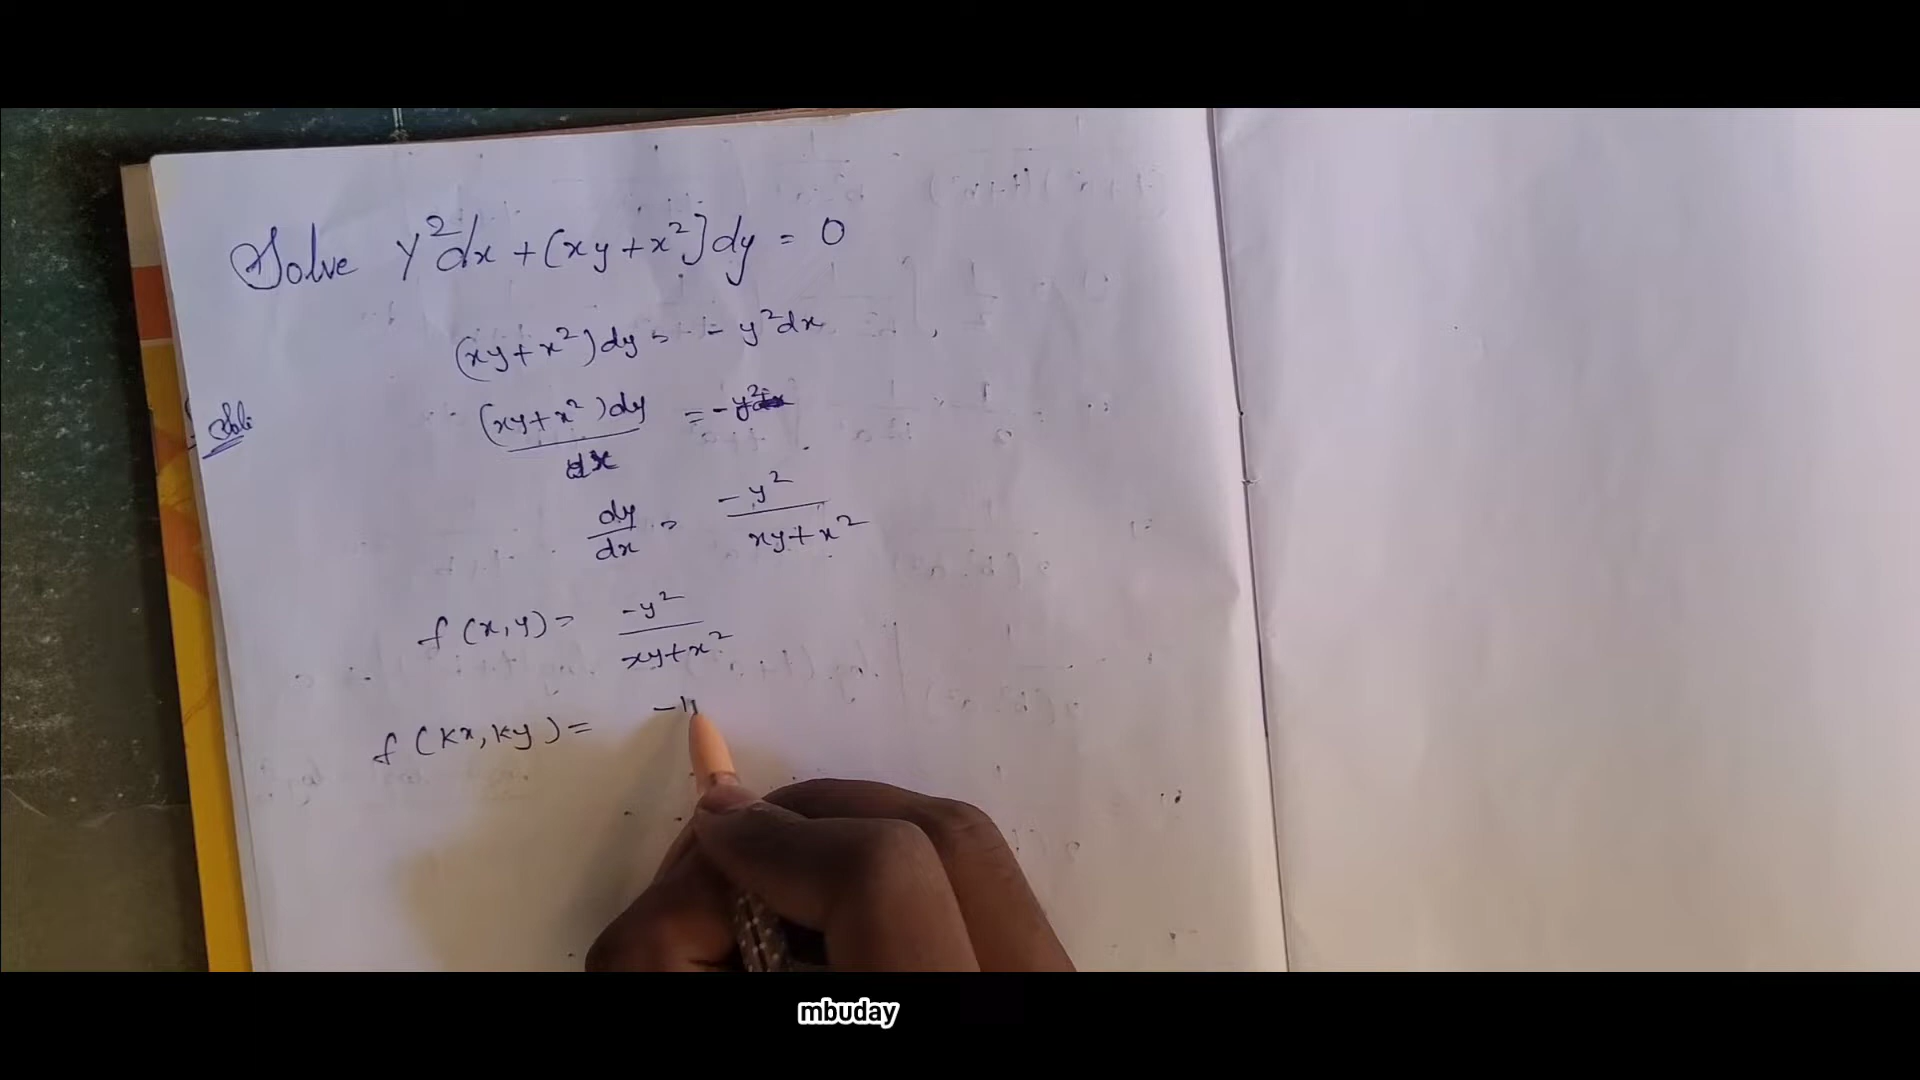 Solve y²dx + (xy + x²)dy = 0
(xy + x²)dy = - y²dx
Sol:
(xy + x²)dy / dx = - y²
dy/dx = -y² / xy + x²
f(x,y) = -y² / xy + x²
f(kx, ky) = -
mbuday